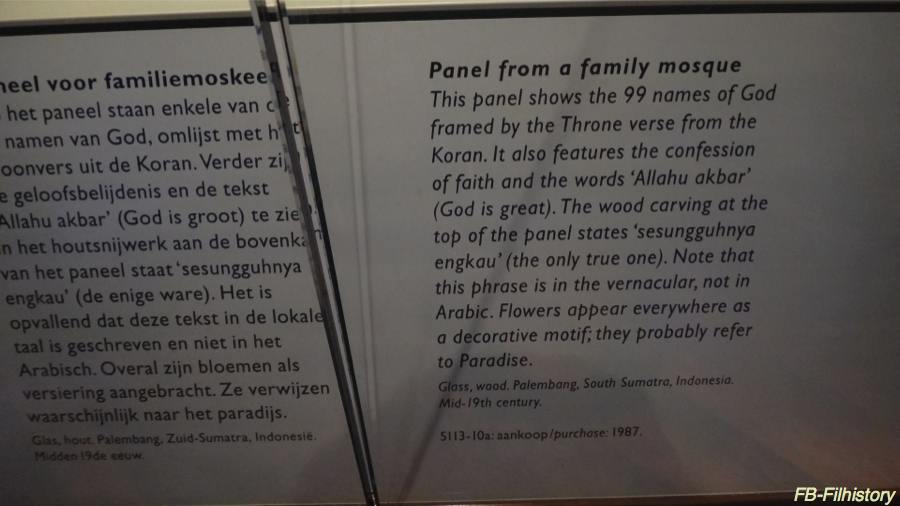 neel voor familiemoskee
het paneel staan enkele van de
namen van God, omlijst met het
oonvers uit de Koran. Verder zij
e geloofsbelijdenis en de tekst
Allahu akbar' (God is groot) te zien.
n het houtsnijwerk aan de bovenkan
van het paneel staat 'sesungguhnya
engkau' (de enige ware). Het is
opvallend dat deze tekst in de lokale
taal is geschreven en niet in het
Arabisch. Overal zijn bloemen als
versiering aangebracht. Ze verwijzen
waarschijnlijk naar het paradijs.
Glas, hout. Palembang, Zuid-Sumatra, Indonesië.
Midden 19de eeuw.
Panel from a family mosque
This panel shows the 99 names of God
framed by the Throne verse from the
Koran. It also features the confession
of faith and the words 'Allahu akbar'
(God is great). The wood carving at the
top of the panel states 'sesungguhnya
engkau' (the only true one). Note that
this phrase is in the vernacular, not in
Arabic. Flowers appear everywhere as
a decorative motif; they probably refer
to Paradise.
Glass, wood. Palembang, South Sumatra, Indonesia.
Mid-19th century.
5113-10a: aankoop/purchase: 1987.
FB-Filhistory